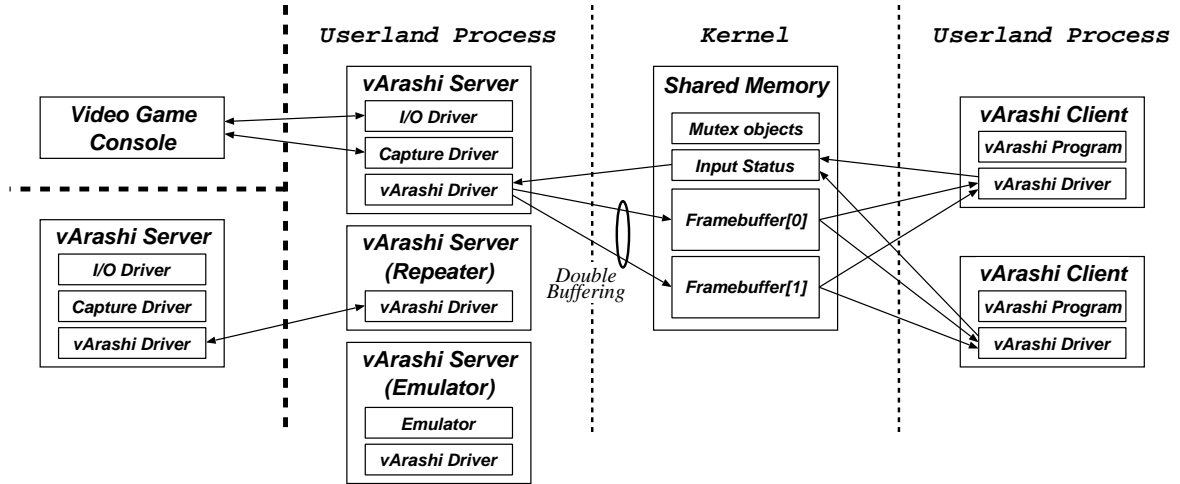 Userland Process
Kernel
Userland Process
Video Game
Console
vArashi Server
I/O Driver
Capture Driver
vArashi Driver
vArashi Server
I/O Driver
Capture Driver
vArashi Driver
vArashi Server
(Repeater)
vArashi Driver
vArashi Server
(Emulator)
Emulator
vArashi Driver
Double
Buffering
Shared Memory
Mutex objects
Input Status
Framebuffer[0]
Framebuffer[1]
vArashi Client
vArashi Program
vArashi Driver
vArashi Client
vArashi Program
vArashi Driver